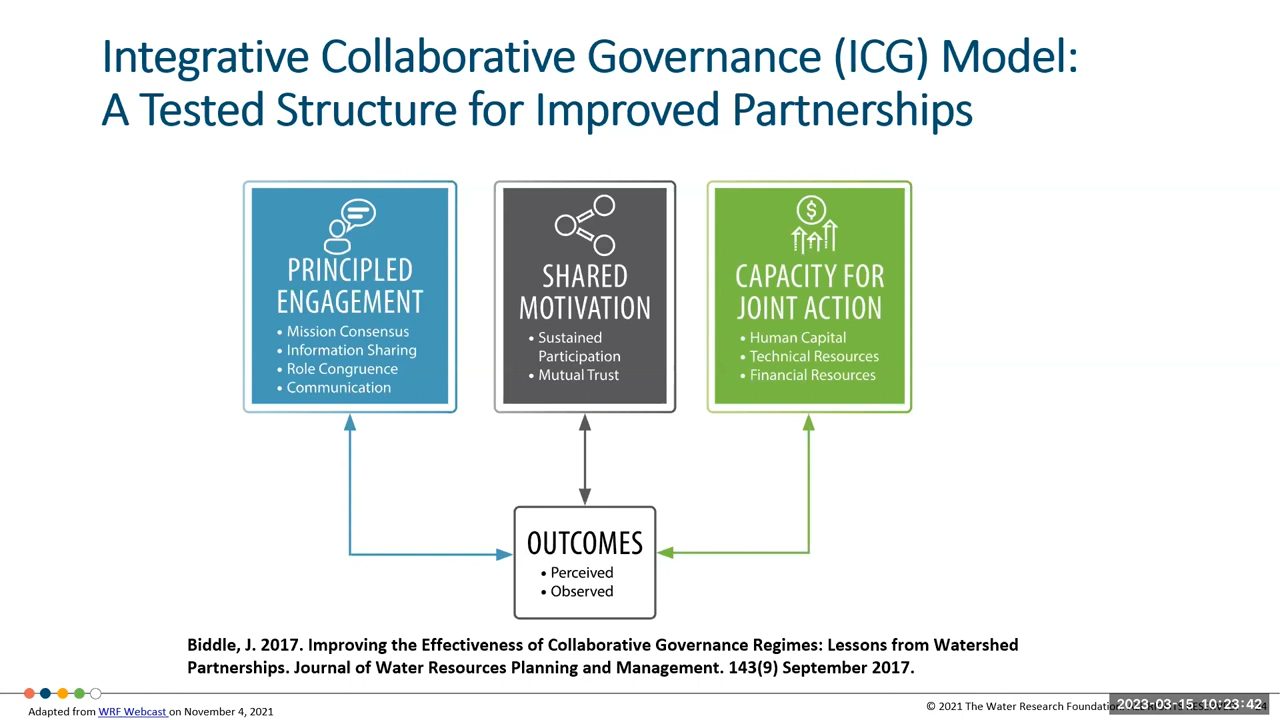 Integrative Collaborative Governance (ICG) Model:
A Tested Structure for Improved Partnerships
PRINCIPLED
ENGAGEMENT
• Mission Consensus
• Information Sharing
• Role Congruence
• Communication
SHARED
MOTIVATION
• Sustained
Participation
• Mutual Trust
CAPACITY FOR
JOINT ACTION
• Human Capital
• Technical Resources
• Financial Resources
OUTCOMES
• Perceived
• Observed
Biddle, J. 2017. Improving the Effectiveness of Collaborative Governance Regimes: Lessons from Watershed
Partnerships. Journal of Water Resources Planning and Management. 143(9) September 2017.
Adapted from WRF Webcast on November 4, 2021
© 2021 The Water Research Foundation
2023-03-15 10:23:42